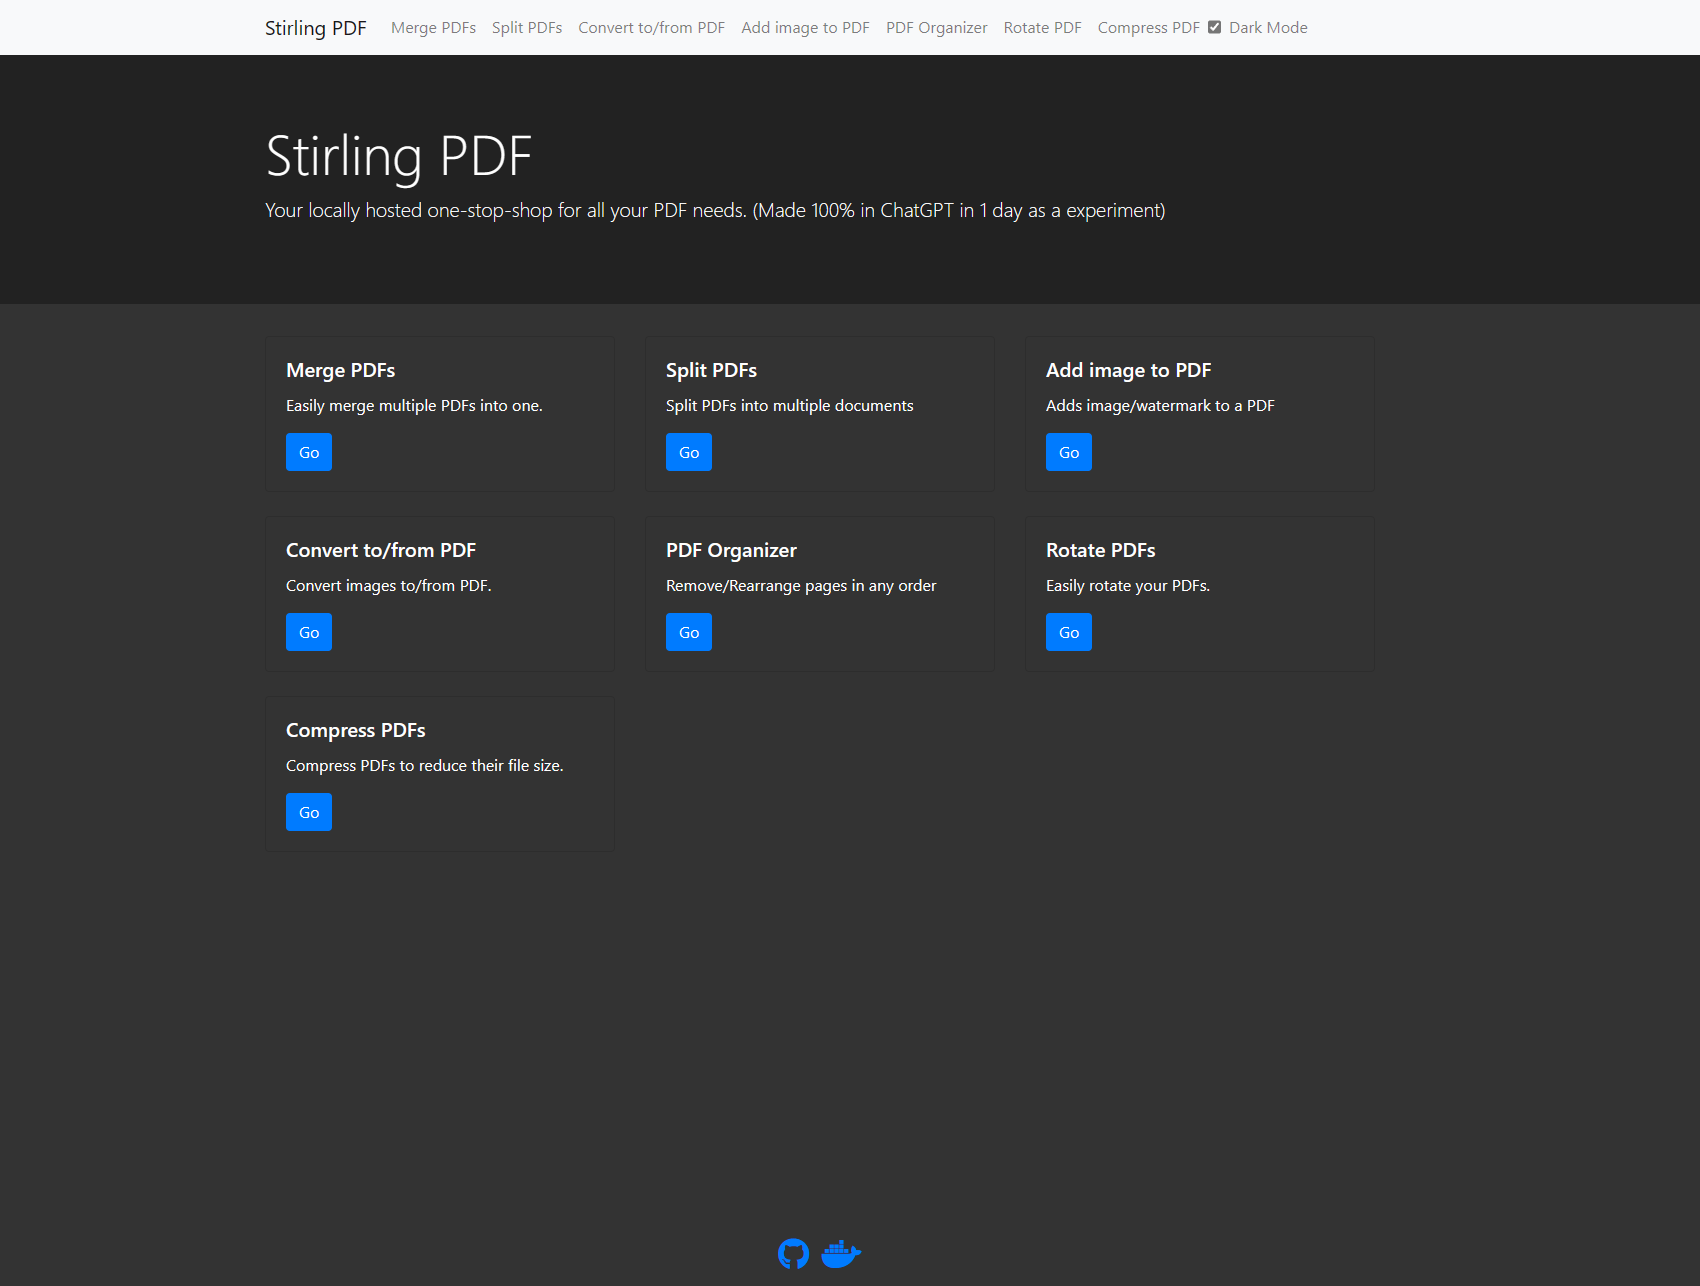 Stirling PDF Merge PDFs Split PDFs Convert to/from PDF Add image to PDF PDF Organizer Rotate PDF Compress PDF Dark Mode
Stirling PDF
Your locally hosted one-stop-shop for all your PDF needs. (Made 100% in ChatGPT in 1 day as a experiment)
Merge PDFs
Easily merge multiple PDFs into one.
Go
Split PDFs
Split PDFs into multiple documents
Go
Add image to PDF
Adds image/watermark to a PDF
Go
Convert to/from PDF
Convert images to/from PDF.
Go
PDF Organizer
Remove/Rearrange pages in any order
Go
Rotate PDFs
Easily rotate your PDFs.
Go
Compress PDFs
Compress PDFs to reduce their file size.
Go